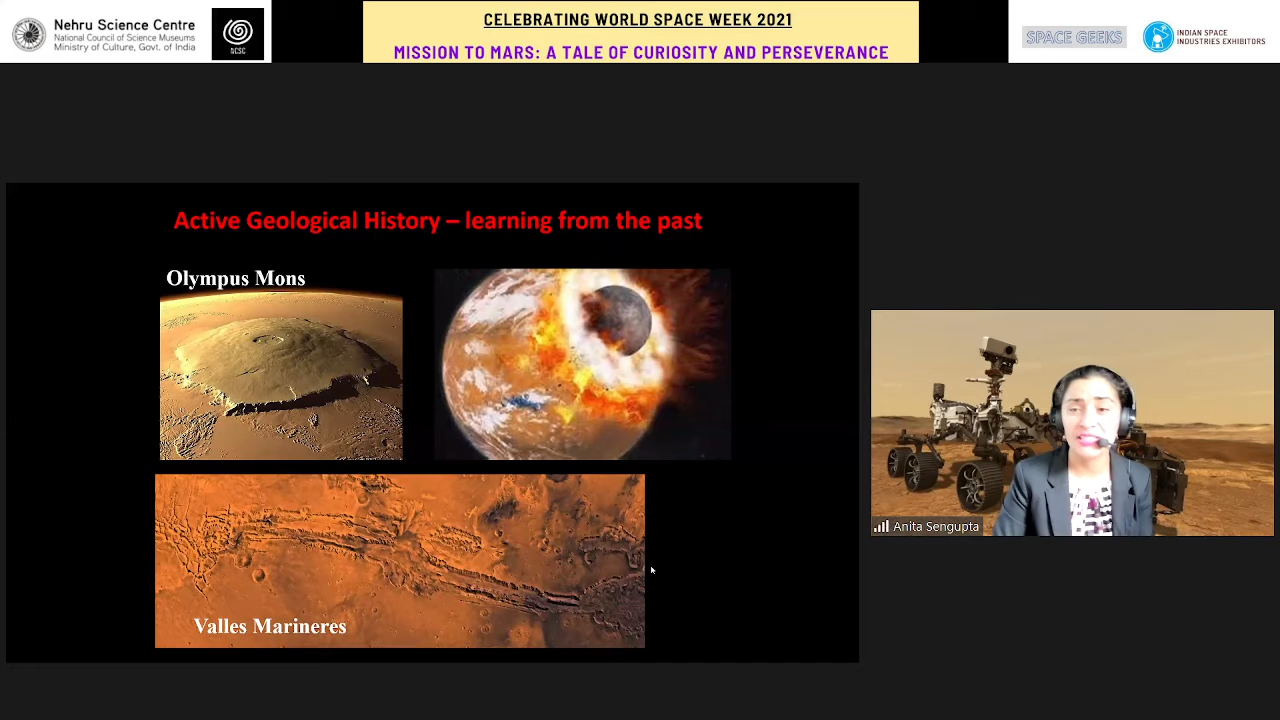 Nehru Science Centre
National Council of Science Museums
Ministry of Culture, Govt. of India
NCSC
CELEBRATING WORLD SPACE WEEK 2021
MISSION TO MARS: A TALE OF CURIOSITY AND PERSEVERANCE
SPACE GEEKS
INDIAN SPACE
INDUSTRIES EXHIBITORS
Active Geological History – learning from the past
Olympus Mons
Valles Marineres
Anita Sengupta